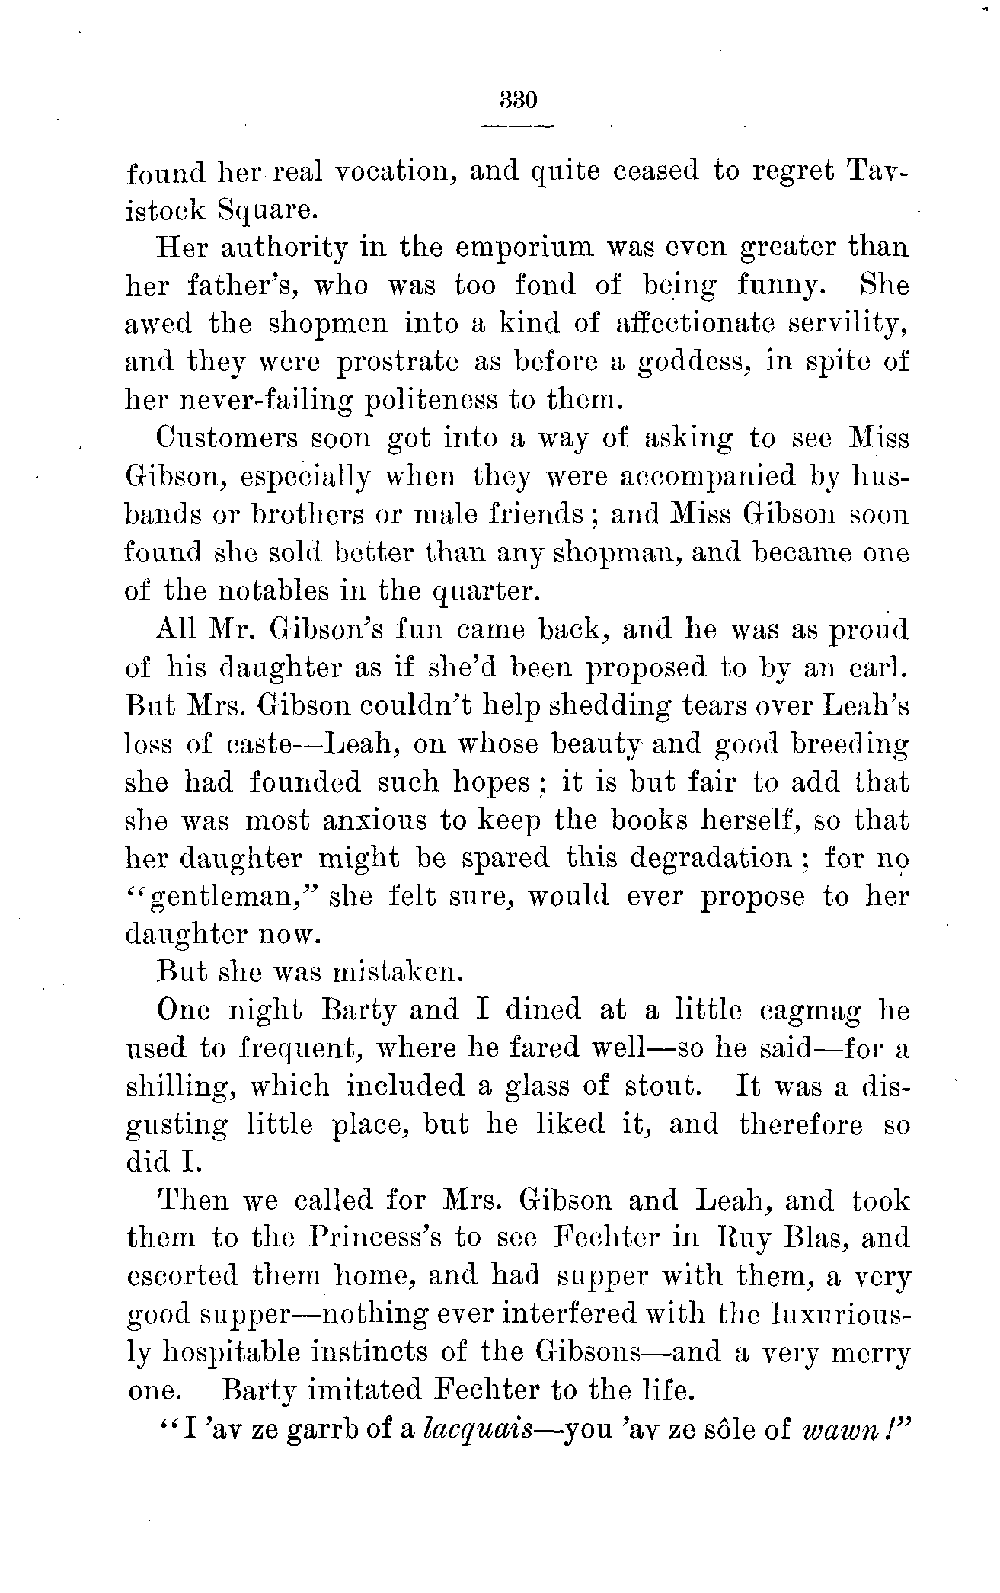 330
found her real vocation, and quite ceased to regret Tav-
istock Square.
Her authority in the emporium was even greater than
her father's, who was too fond of being funny. She
awed the shopmen into a kind of affectionate servility,
and they were prostrate as before a goddess, in spite of
her never-failing politeness to them.
Customers soon got into a way of asking to see Miss
Gibson, especially when they were accompanied by hus-
bands or brothers or male friends; and Miss Gibson soon
found she sold better than any shopman, and became one
of the notables in the quarter.
All Mr. Gibson's fun came back, and he was as proud
of his daughter as if she'd been proposed to by an earl.
But Mrs. Gibson couldn't help shedding tears over Leah's
loss of caste—Leah, on whose beauty and good breeding
she had founded such hopes; it is but fair to add that
she was most anxious to keep the books herself, so that
her daughter might be spared this degradation; for no
"gentleman," she felt sure, would ever propose to her
daughter now.
But she was mistaken.
One night Barty and I dined at a little cagmag he
used to frequent, where he fared well—so he said—for a
shilling, which included a glass of stout. It was a dis-
gusting little place, but he liked it, and therefore so
did I.
Then we called for Mrs. Gibson and Leah, and took
them to the Princess's to see Fechter in Ruy Blas, and
escorted them home, and had supper with them, a very
good supper—nothing ever interfered with the luxurious-
ly hospitable instincts of the Gibsons—and a very merry
one. Barty imitated Fechter to the life.
"I 'av ze garrb of a lacquais—you 'av ze sôle of wawn!"